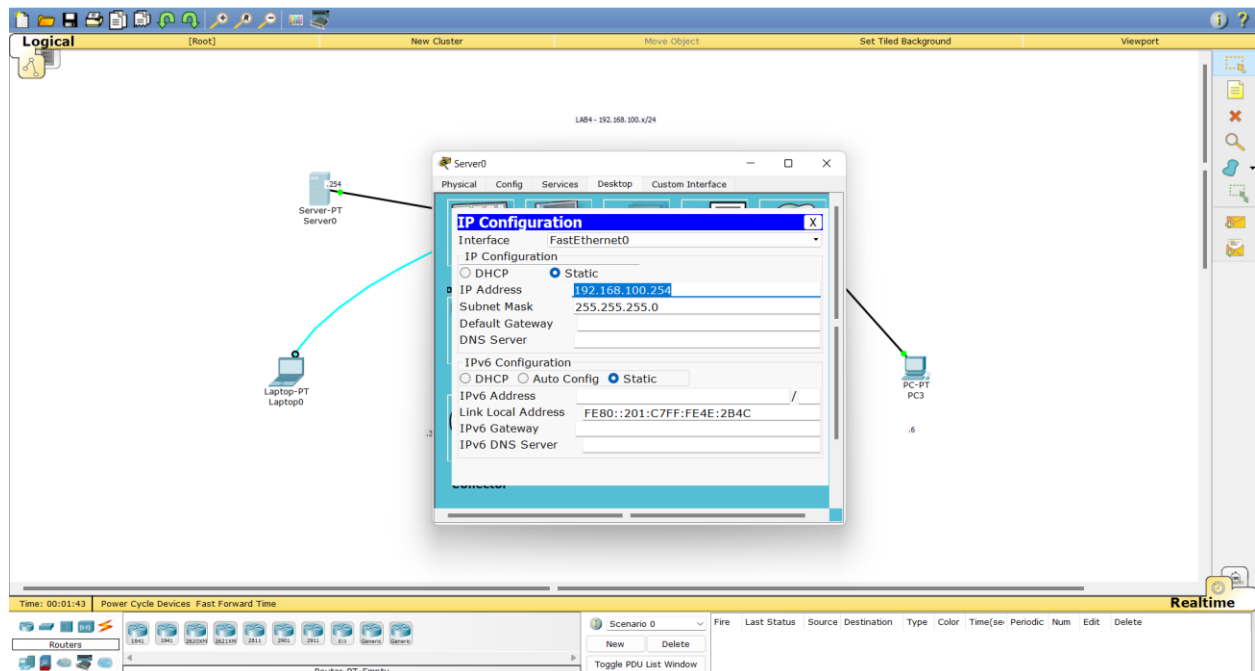 Logical [Root] New Cluster Move Object Set Tiled Background Viewport
LAB4 - 192.168.100.x/24
.254
Server-PT
Server0
Laptop-PT
Laptop0
Server0
Physical Config Services Desktop Custom Interface
IP Configuration X
Interface FastEthernet0
IP Configuration
DHCP Static
IP Address 192.168.100.254
Subnet Mask 255.255.255.0
Default Gateway
DNS Server
IPv6 Configuration
DHCP Auto Config Static
IPv6 Address /
Link Local Address FE80::201:C7FF:FE4E:2B4C
IPv6 Gateway
IPv6 DNS Server
PC-PT
PC3
.6
Time: 00:01:43 Power Cycle Devices Fast Forward Time Realtime
Routers
1841 1941 2620XM 2621XM 2811 2901 2911 Generic Generic
Scenario 0
New Delete
Toggle PDU List Window
Fire Last Status Source Destination Type Color Time(sec Periodic Num Edit Delete